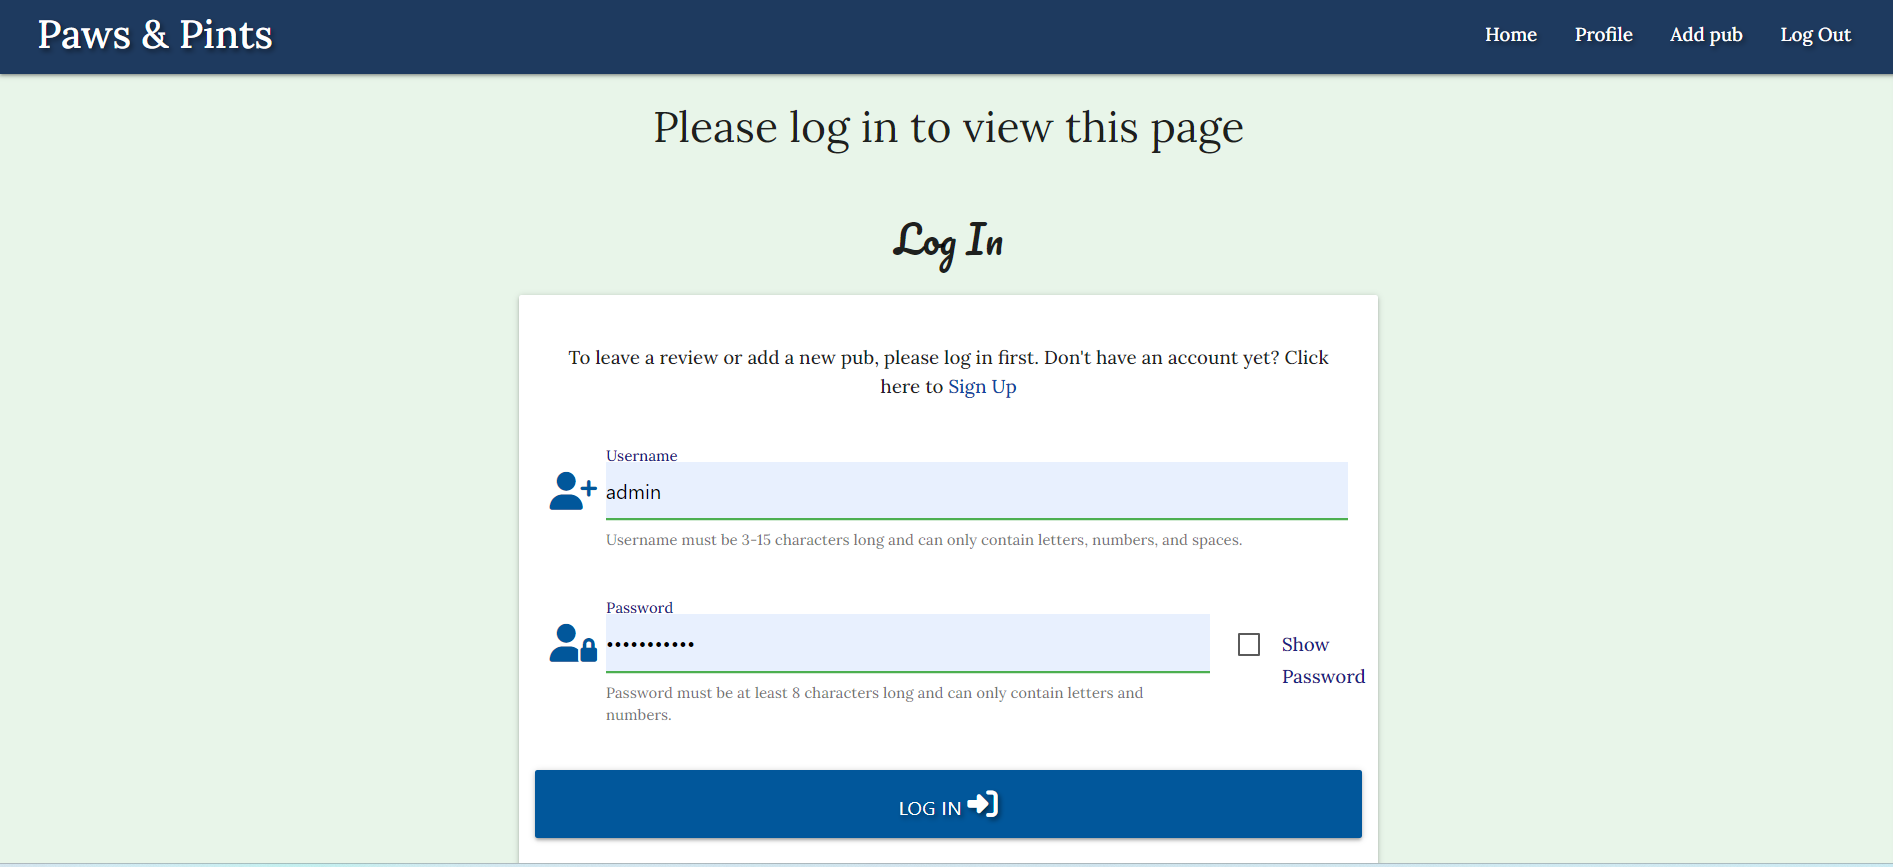 Paws & Pints
Home Profile Add pub Log Out
Please log in to view this page
Log In
To leave a review or add a new pub, please log in first. Don't have an account yet? Click
here to Sign Up
Username
admin
Username must be 3-15 characters long and can only contain letters, numbers, and spaces.
Password
•••••••••••
Show
Password
Password must be at least 8 characters long and can only contain letters and
numbers.
LOG IN